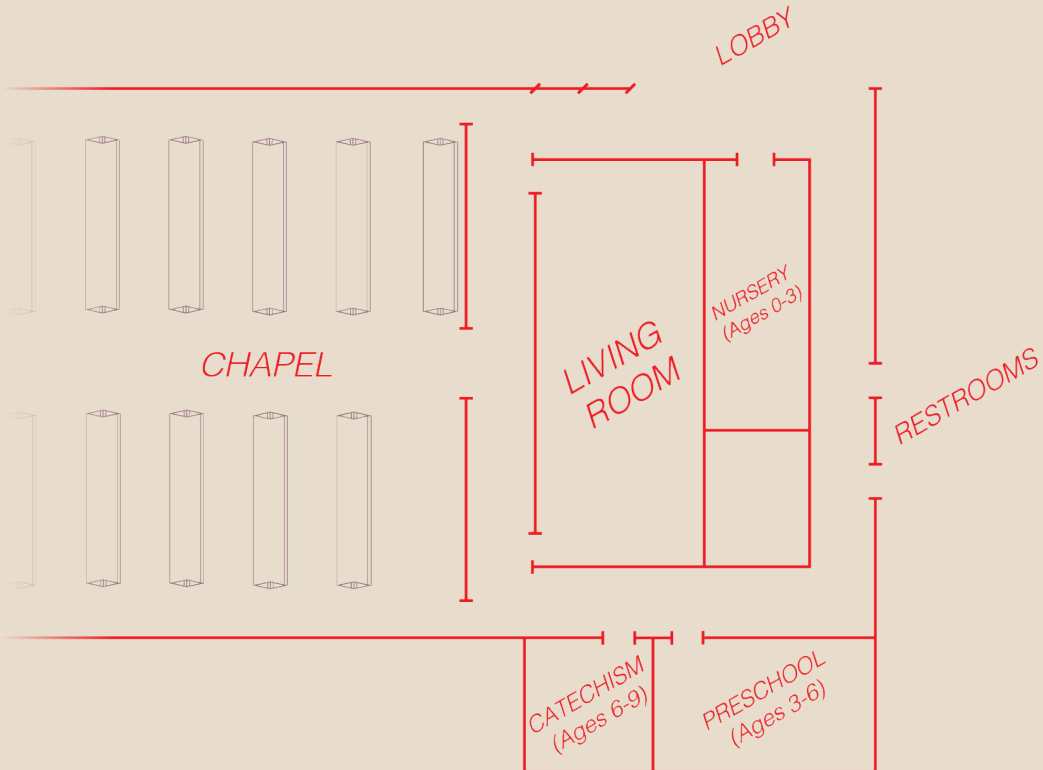 LOBBY
NURSERY
(Ages 0-3)
LIVING
ROOM
CHAPEL
RESTROOMS
CATECHISM
(Ages 6-9)
PRESCHOOL
(Ages 3-6)